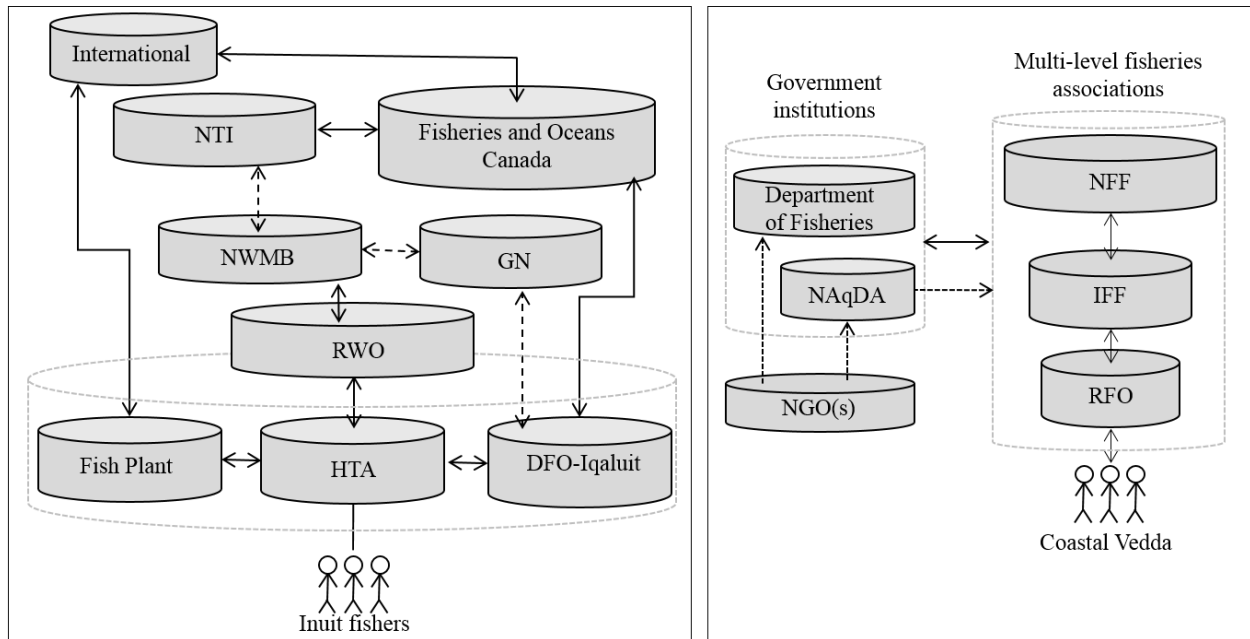 International
NTI
Fisheries and Oceans
Canada
NWMB
GN
RWO
Fish Plant
HTA
DFO-Iqaluit
Inuit fishers
Government
institutions
Multi-level fisheries
associations
Department
of Fisheries
NFF
NAqDA
IFF
NGO(s)
RFO
Coastal Vedda